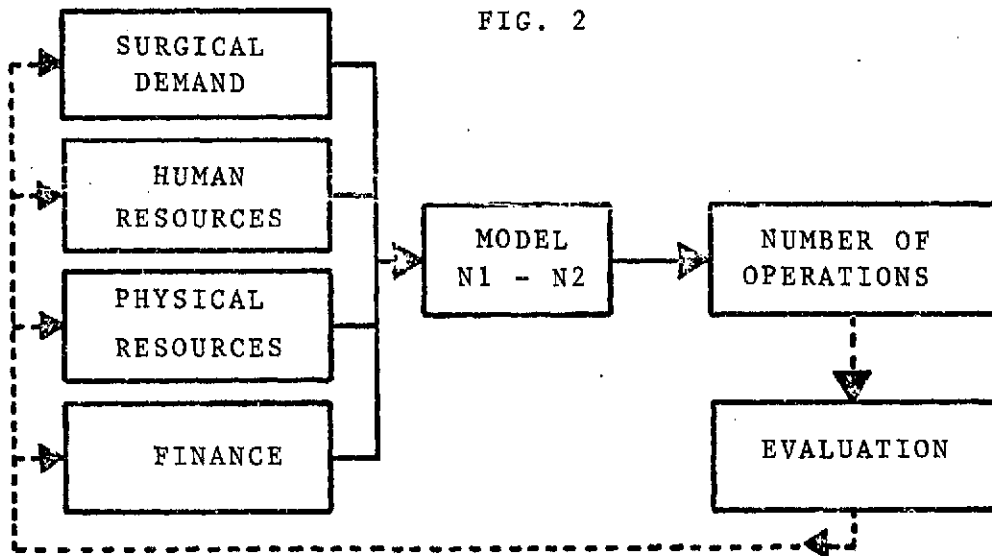 FIG. 2
SURGICAL
DEMAND
HUMAN
RESOURCES
PHYSICAL
RESOURCES
FINANCE
MODEL
N1 - N2
NUMBER OF
OPERATIONS
EVALUATION